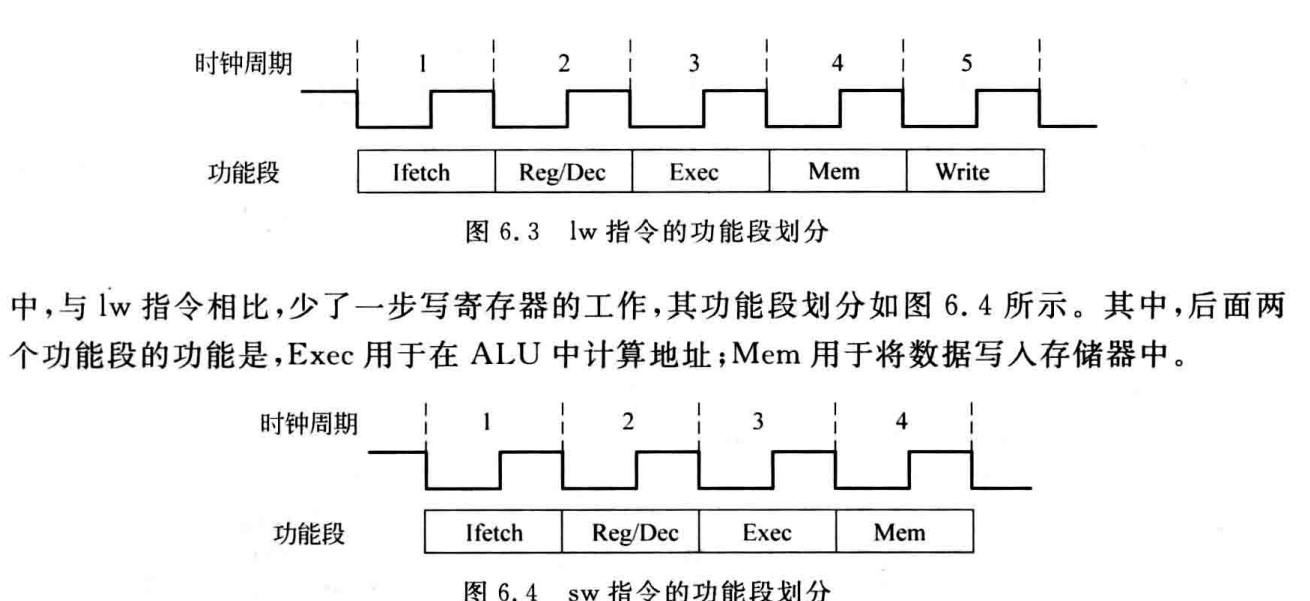 时钟周期 1 2 3 4 5
功能段 Ifetch Reg/Dec Exec Mem Write
图 6.3 lw 指令的功能段划分
中,与 lw 指令相比,少了一步写寄存器的工作,其功能段划分如图 6.4 所示。其中,后面两
个功能段的功能是,Exec 用于在 ALU 中计算地址;Mem 用于将数据写入存储器中。
时钟周期 1 2 3 4
功能段 Ifetch Reg/Dec Exec Mem
图 6.4 sw 指令的功能段划分